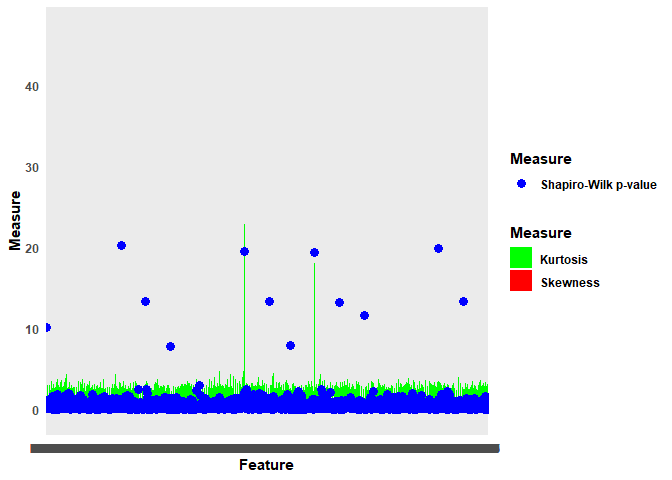 40
30
20
10
0
Measure
Feature
Measure
Shapiro-Wilk p-value
Measure
Kurtosis
Skewness